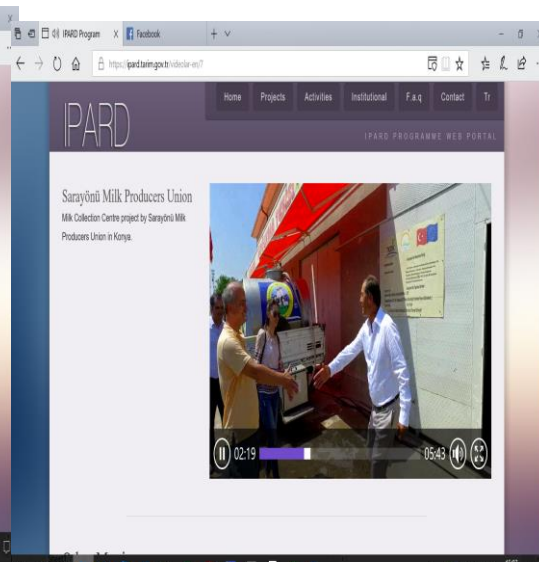 IPARD Program
Facebook
https://ipard.tarim.gov.tr/videolar-en/7
Home Projects Activities Institutional F.a.q Contact Tr
IPARD
IPARD PROGRAMME WEB PORTAL
Sarayönü Milk Producers Union
Milk Collection Centre project by Sarayönü Milk
Producers Union in Konya.
02:19
05:43